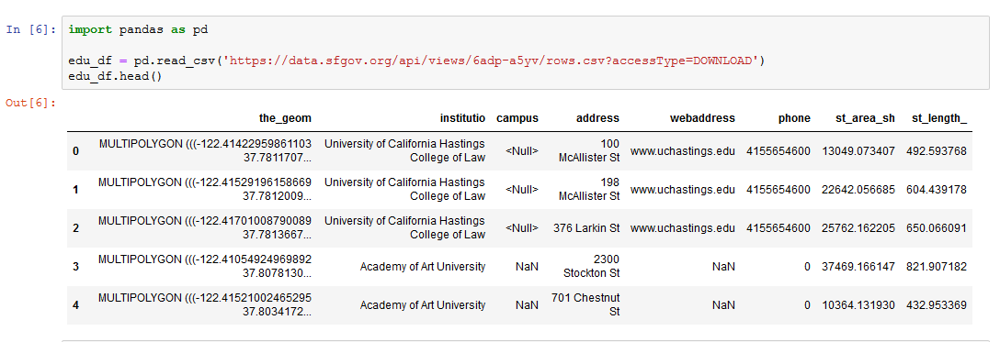 In [6]: import pandas as pd
edu_df = pd.read_csv('https://data.sfgov.org/api/views/6adp-a5yv/rows.csv?accessType=DOWNLOAD')
edu_df.head()
Out[6]:
the_geom institutio campus address webaddress phone st_area_sh st_length_
0 MULTIPOLYGON (((-122.41422959861103 37.7811707... University of California Hastings College of Law <Null> 100 McAllister St www.uchastings.edu 4155654600 13049.073407 492.593768
1 MULTIPOLYGON (((-122.41529196158669 37.7812009... University of California Hastings College of Law <Null> 198 McAllister St www.uchastings.edu 4155654600 22642.056685 604.439178
2 MULTIPOLYGON (((-122.41701008790089 37.7813667... University of California Hastings College of Law <Null> 376 Larkin St www.uchastings.edu 4155654600 25762.162205 650.066091
3 MULTIPOLYGON (((-122.41054924969892 37.8078130... Academy of Art University NaN 2300 Stockton St NaN 0 37469.166147 821.907182
4 MULTIPOLYGON (((-122.41521002465295 37.8034172... Academy of Art University NaN 701 Chestnut St NaN 0 10364.131930 432.953369